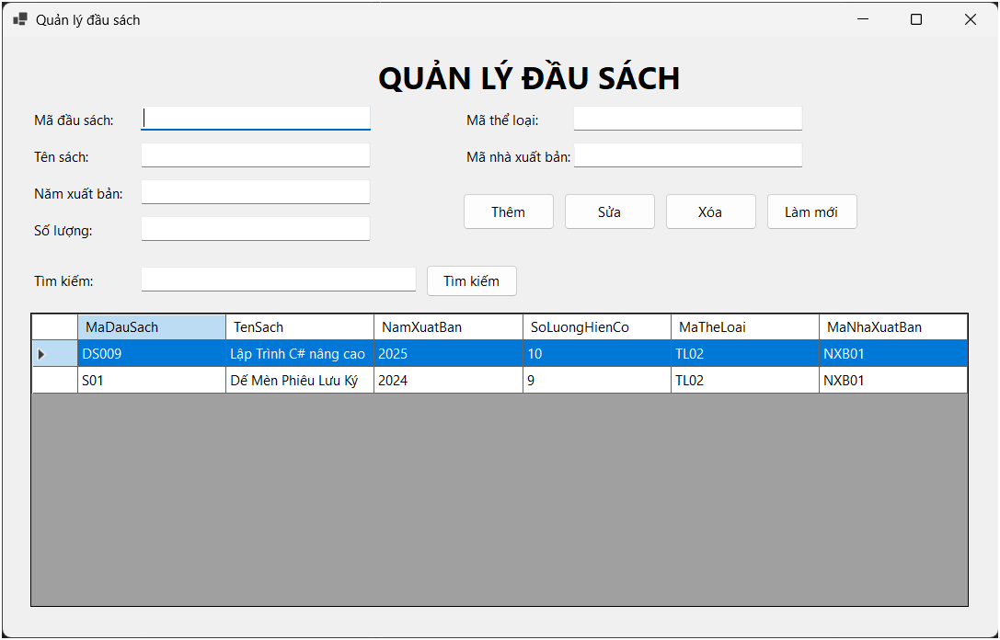 Quản lý đầu sách
QUẢN LÝ ĐẦU SÁCH
Mã đầu sách:
Mã thể loại:
Tên sách:
Mã nhà xuất bản:
Năm xuất bản:
Thêm Sửa Xóa Làm mới
Số lượng:
Tìm kiếm: Tìm kiếm
MaDauSach TenSach NamXuatBan SoLuongHienCo MaTheLoai MaNhaXuatBan
DS009 Lập Trình C# nâng cao 2025 10 TL02 NXB01
S01 Dế Mèn Phiêu Lưu Ký 2024 9 TL02 NXB01